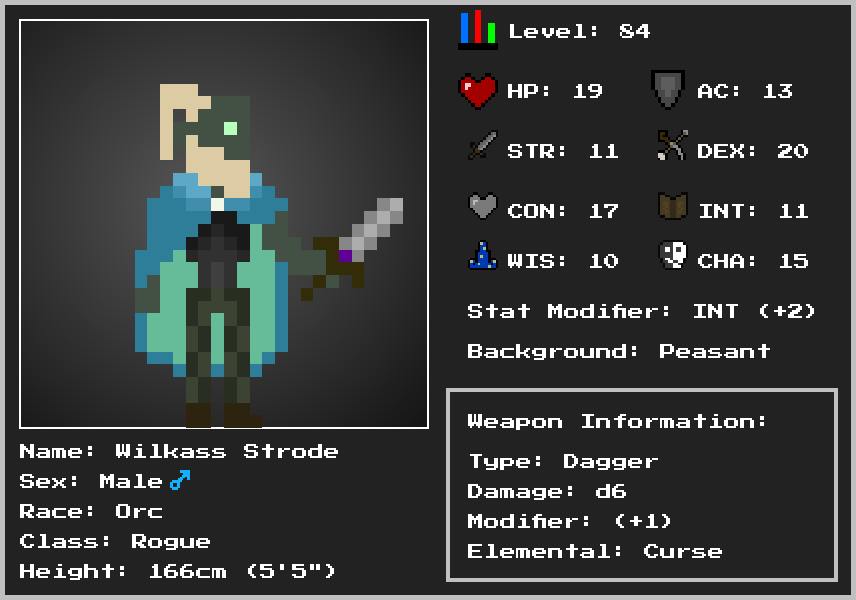 Level: 84
HP: 19
AC: 13
STR: 11
DEX: 20
CON: 17
INT: 11
WIS: 10
CHA: 15
Stat Modifier: INT (+2)
Background: Peasant
Name: Wilkass Strode
Sex: Male ♂
Race: Orc
Class: Rogue
Height: 166cm (5'5")
Weapon Information:
Type: Dagger
Damage: d6
Modifier: (+1)
Elemental: Curse